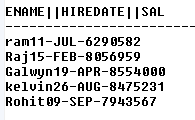 ENAME||HIREDATE||SAL
--------------------------------
ram11-JUL-6290582
Raj15-FEB-8056959
Galwyn19-APR-8554000
kelvin26-AUG-8475231
Rohit09-SEP-7943567